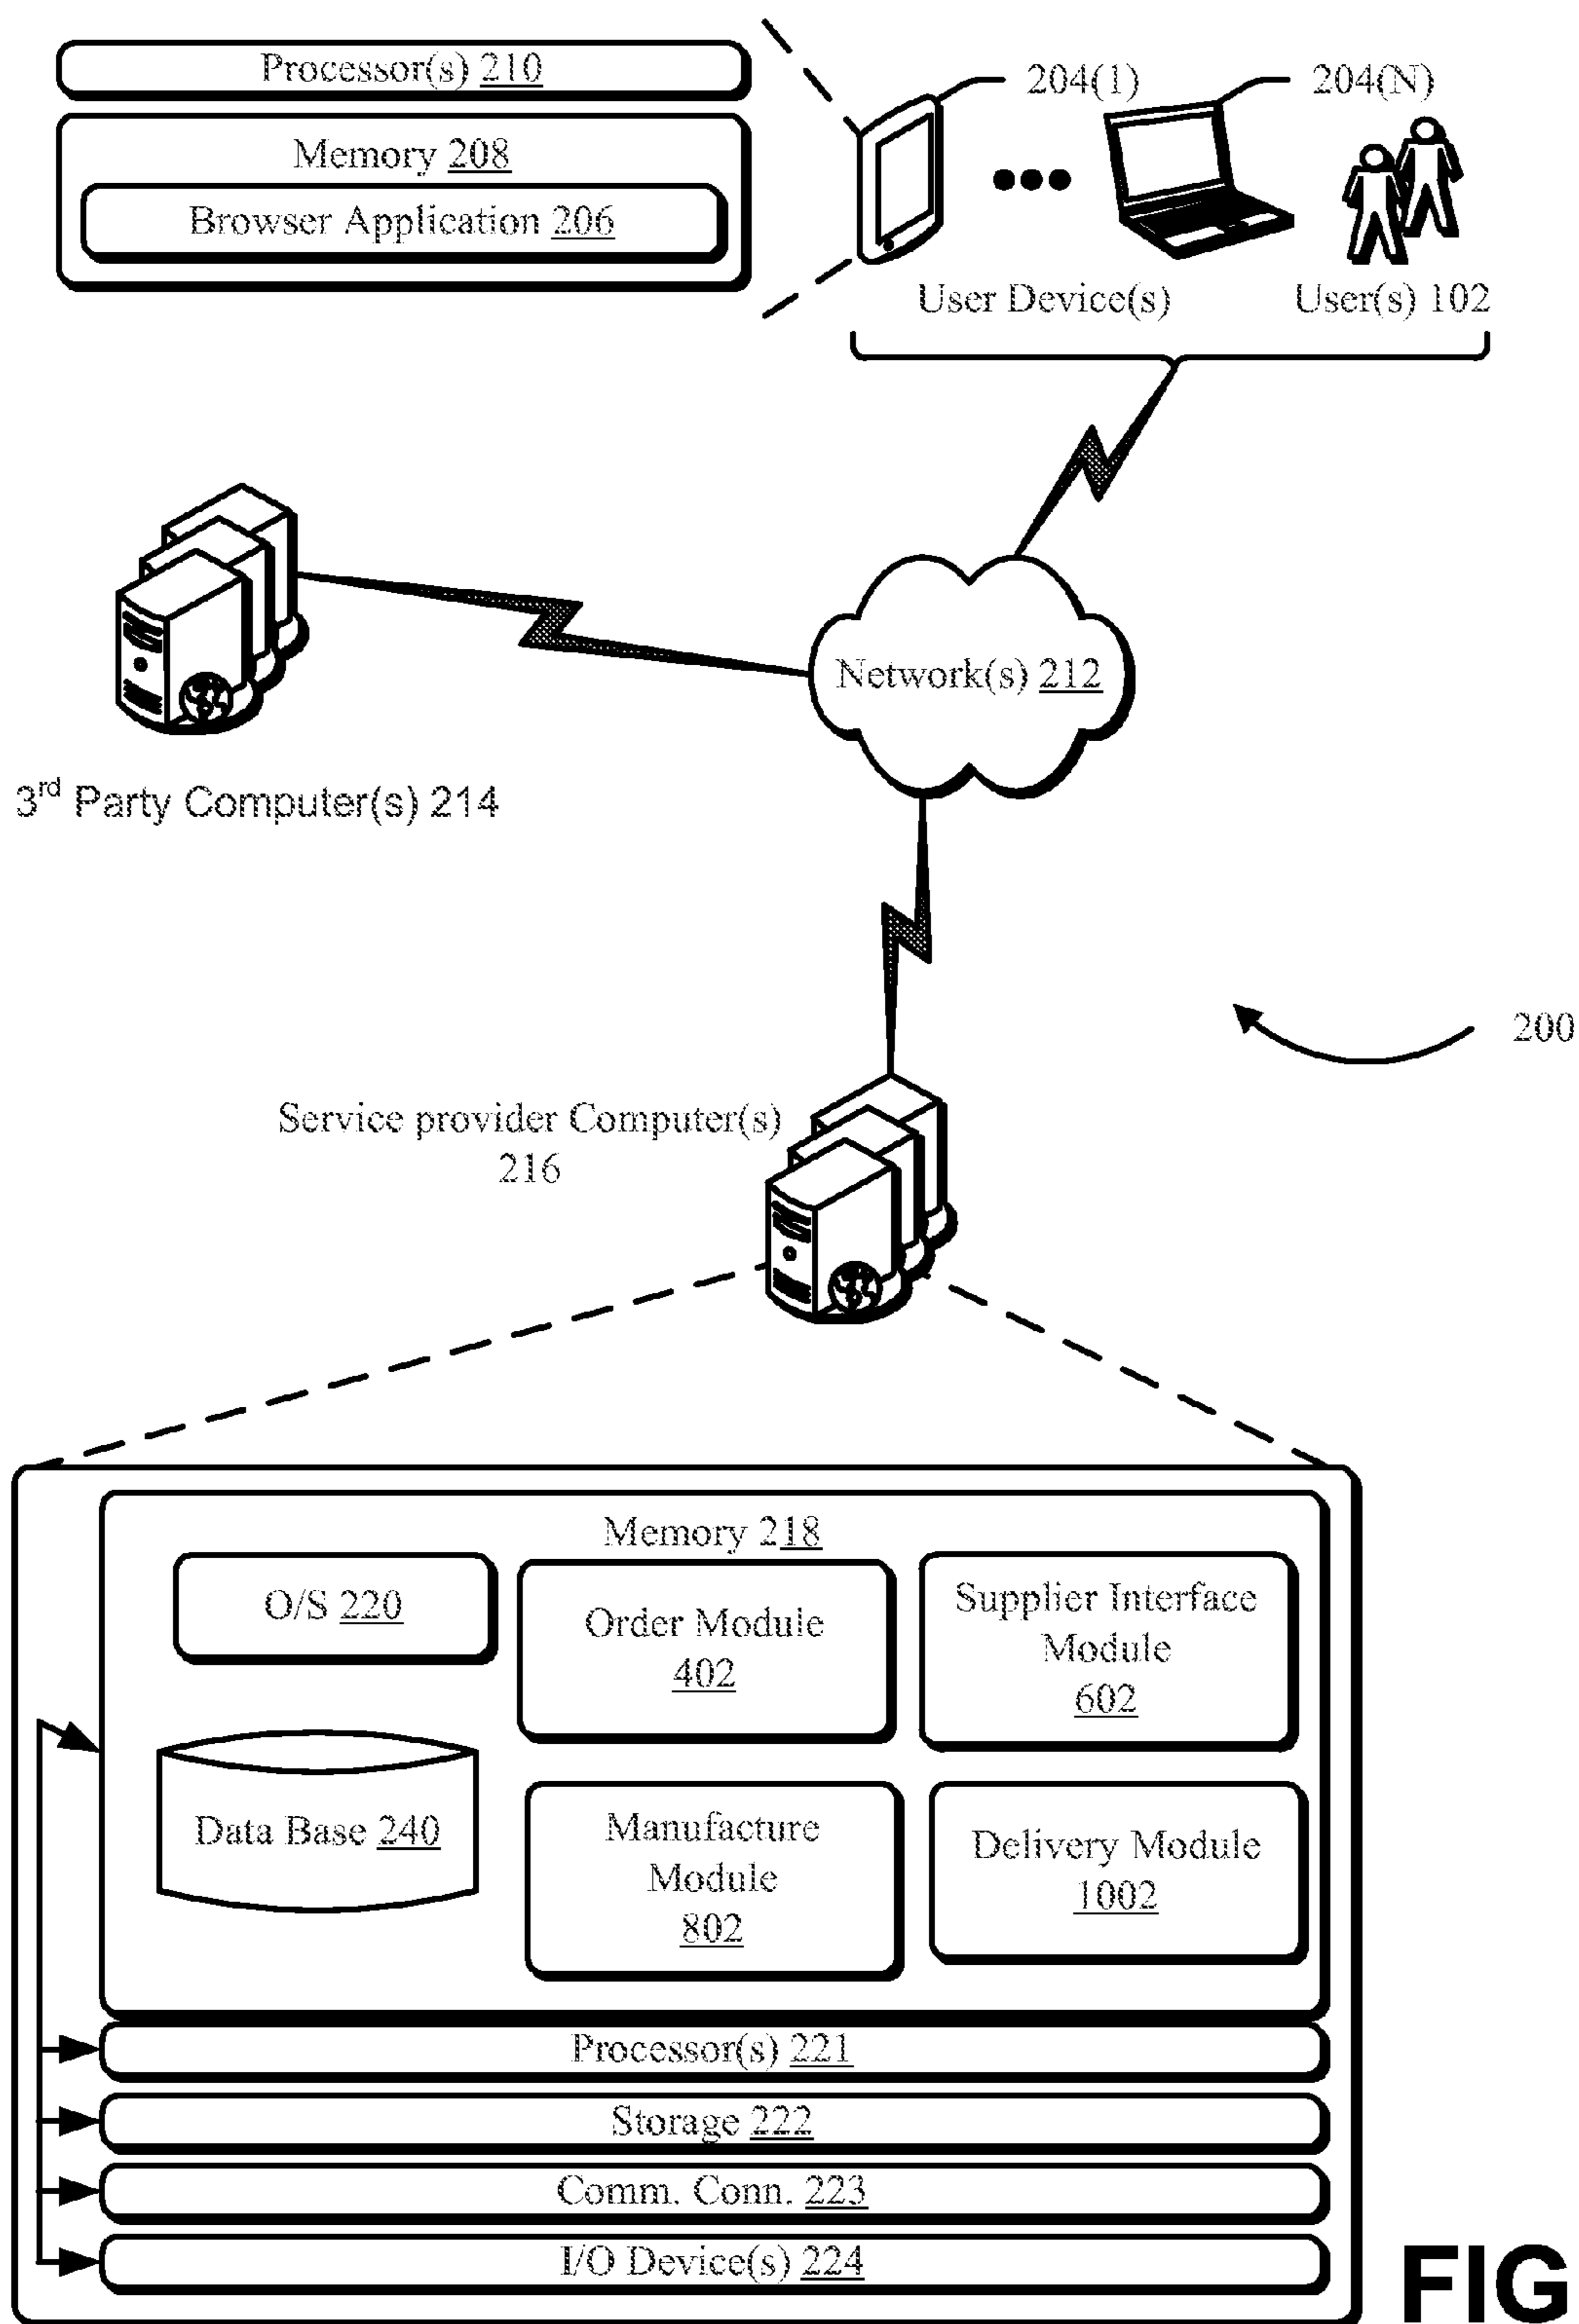 Processor(s) 210
Memory 208
Browser Application 206
204(1)
204(N)
User Device(s)
User(s) 102
Network(s) 212
3rd Party Computer(s) 214
200
Service provider Computer(s)
216
Memory 218
O/S 220
Order Module
402
Supplier Interface
Module
602
Data Base 240
Manufacture
Module
802
Delivery Module
1002
Processor(s) 221
Storage 222
Comm. Conn. 223
I/O Device(s) 224
FIG